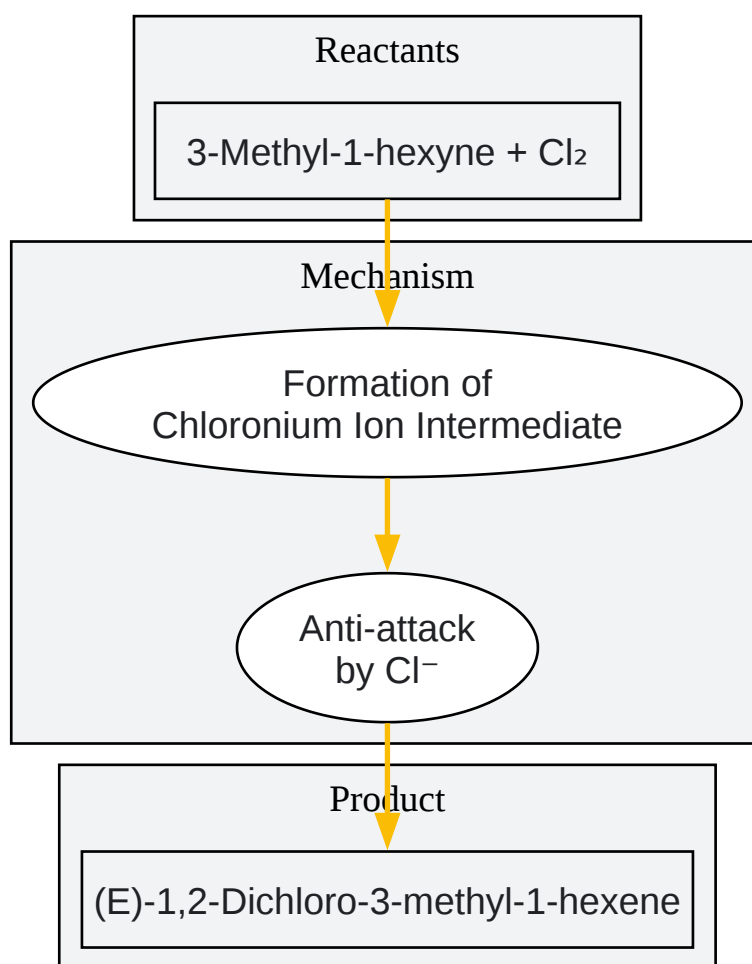 Reactants
3-Methyl-1-hexyne + Cl₂
Mechanism
Formation of
Chloronium Ion Intermediate
Anti-attack
by Cl⁻
Product
(E)-1,2-Dichloro-3-methyl-1-hexene